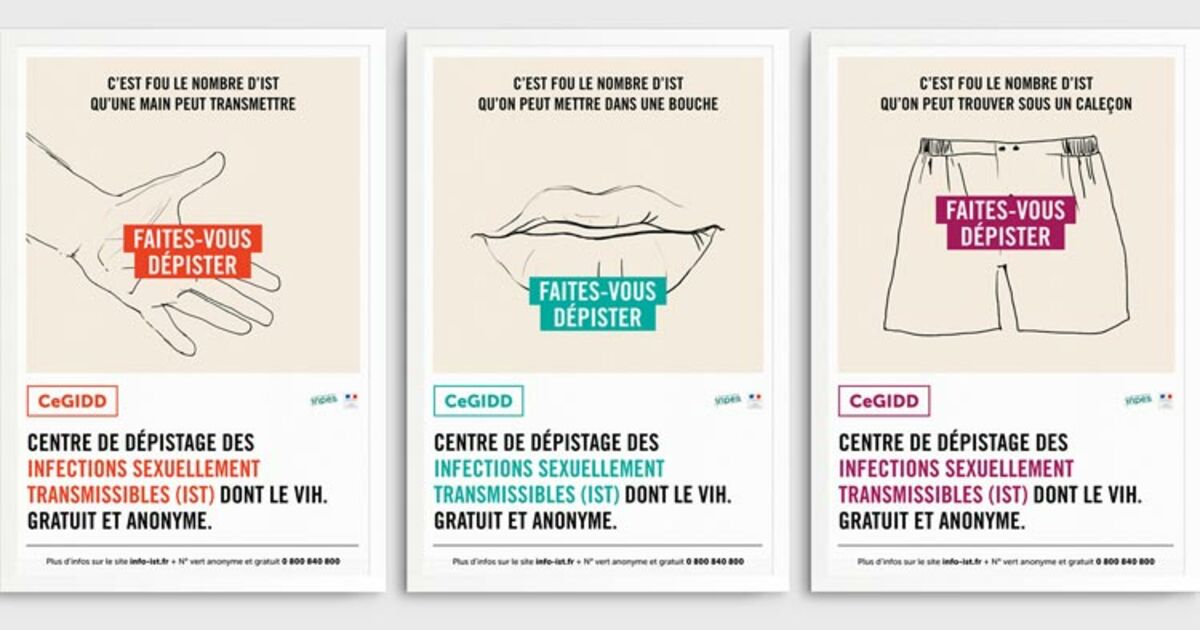 C'EST FOU LE NOMBRE D'IST
QU'UNE MAIN PEUT TRANSMETTRE
FAITES-VOUS
DÉPISTER
CeGIDD
inpes
CENTRE DE DÉPISTAGE DES
INFECTIONS SEXUELLEMENT
TRANSMISSIBLES (IST) DONT LE VIH.
GRATUIT ET ANONYME.
Plus d'infos sur le site info-ist.fr + N° vert anonyme et gratuit 0 800 840 800
C'EST FOU LE NOMBRE D'IST
QU'ON PEUT METTRE DANS UNE BOUCHE
FAITES-VOUS
DÉPISTER
CeGIDD
inpes
CENTRE DE DÉPISTAGE DES
INFECTIONS SEXUELLEMENT
TRANSMISSIBLES (IST) DONT LE VIH.
GRATUIT ET ANONYME.
Plus d'infos sur le site info-ist.fr + N° vert anonyme et gratuit 0 800 840 800
C'EST FOU LE NOMBRE D'IST
QU'ON PEUT TROUVER SOUS UN CALEÇON
FAITES-VOUS
DÉPISTER
CeGIDD
inpes
CENTRE DE DÉPISTAGE DES
INFECTIONS SEXUELLEMENT
TRANSMISSIBLES (IST) DONT LE VIH.
GRATUIT ET ANONYME.
Plus d'infos sur le site info-ist.fr + N° vert anonyme et gratuit 0 800 840 800